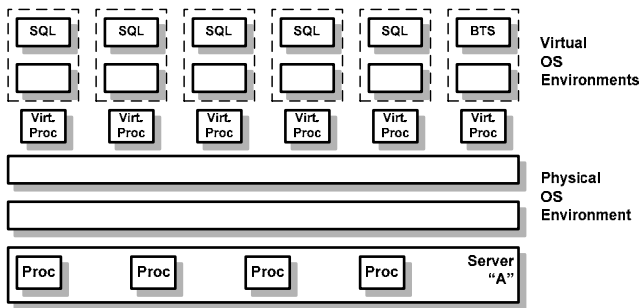 SQL
SQL
SQL
SQL
SQL
BTS
Virtual
OS
Environments
Virt.
Proc
Virt.
Proc
Virt.
Proc
Virt.
Proc
Virt.
Proc
Virt.
Proc
Physical
OS
Environment
Proc
Proc
Proc
Proc
Server
“A”